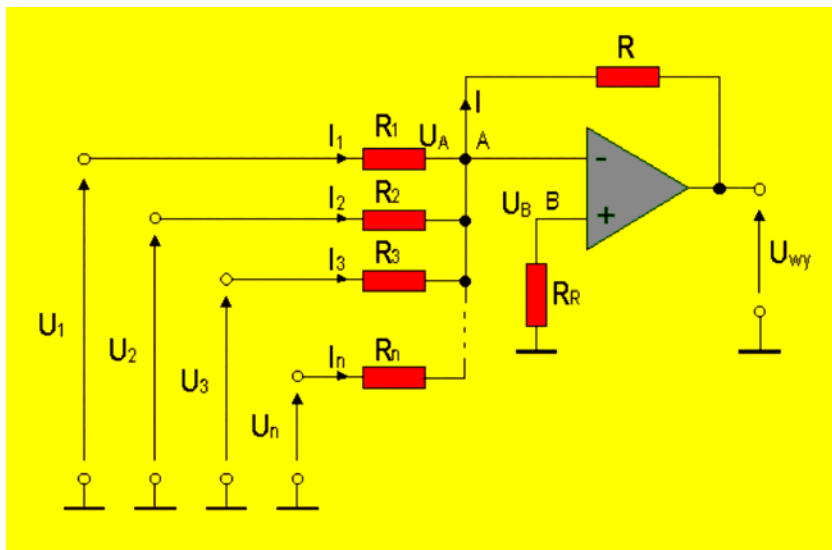 R
I
I1 R1 UA A
-
I2 R2
UB B
+
I3 R3
Uwy
RR
U1
U2
In Rn
U3
Un